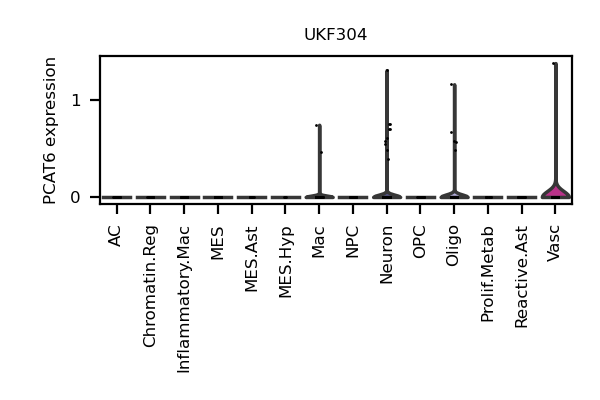 UKF304
PCAT6 expression
1
0
AC
Chromatin.Reg
Inflammatory.Mac
MES
MES.Ast
MES.Hyp
Mac
NPC
Neuron
OPC
Oligo
Prolif.Metab
Reactive.Ast
Vasc